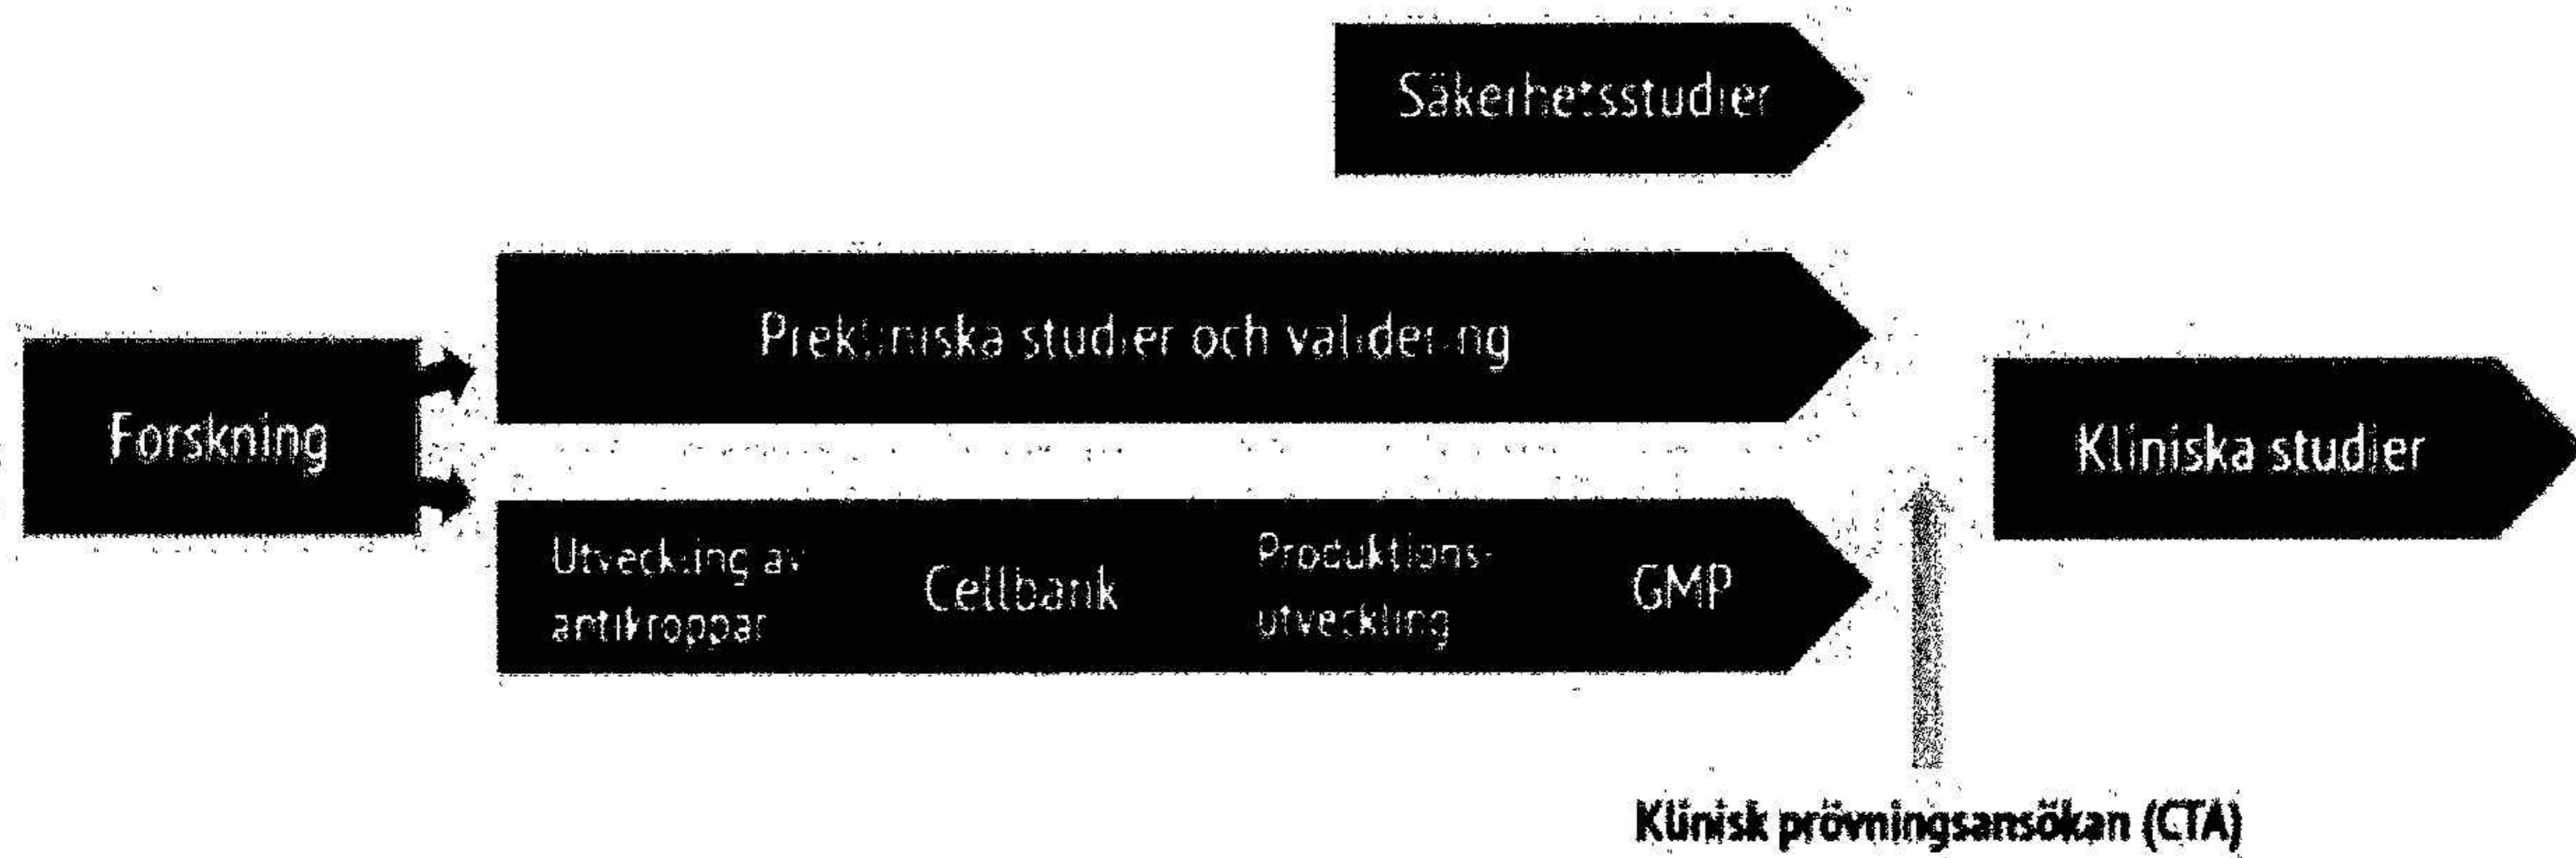 Säkerhetsstudier
Prekliniska studier och validering
Forskning
Kliniska studier
Utveckling av
antikroppar
Cellbank
Produktions-
utveckling
GMP
Klinisk prövningsansökan (CTA)